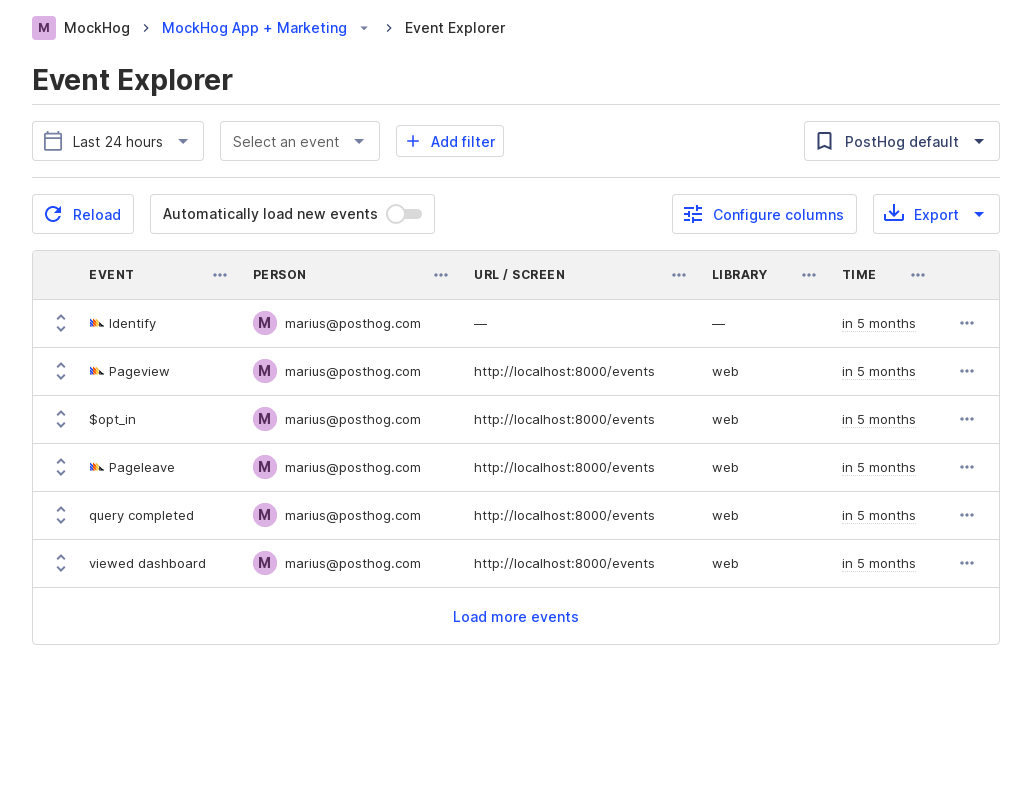 M MockHog MockHog App + Marketing Event Explorer
Event Explorer
Last 24 hours Select an event Add filter PostHog default
Reload Automatically load new events Configure columns Export
EVENT PERSON URL / SCREEN LIBRARY TIME
Identify M marius@posthog.com — — in 5 months
Pageview M marius@posthog.com http://localhost:8000/events web in 5 months
$opt_in M marius@posthog.com http://localhost:8000/events web in 5 months
Pageleave M marius@posthog.com http://localhost:8000/events web in 5 months
query completed M marius@posthog.com http://localhost:8000/events web in 5 months
viewed dashboard M marius@posthog.com http://localhost:8000/events web in 5 months
Load more events